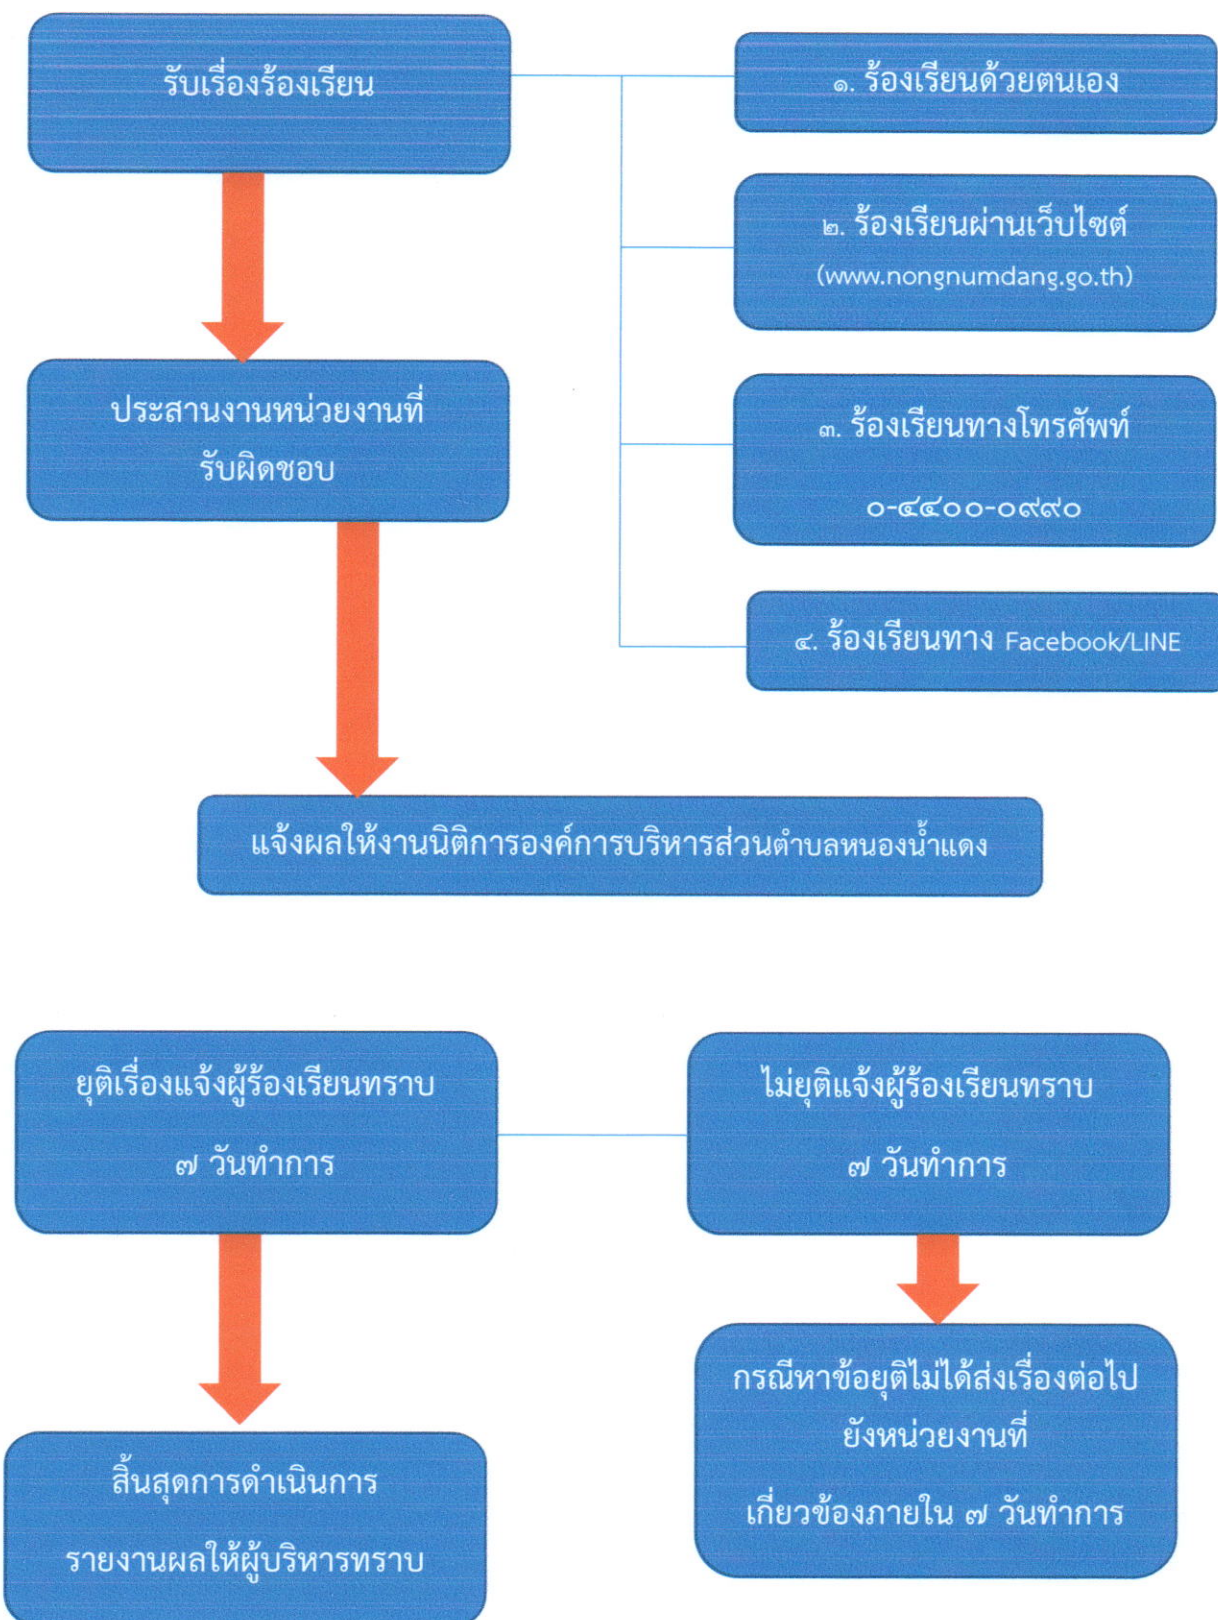 รับเรื่องร้องเรียน
๑. ร้องเรียนด้วยตนเอง
๒. ร้องเรียนผ่านเว็บไซต์
(www.nongnumdang.go.th)
๓. ร้องเรียนทางโทรศัพท์
๐-๔๔๐๐-๐๙๙๐
๔. ร้องเรียนทาง Facebook/LINE
ประสานงานหน่วยงานที่
รับผิดชอบ
แจ้งผลให้งานนิติการองค์การบริหารส่วนตำบลหนองน้ำแดง
ยุติเรื่องแจ้งผู้ร้องเรียนทราบ
๗ วันทำการ
ไม่ยุติแจ้งผู้ร้องเรียนทราบ
๗ วันทำการ
สิ้นสุดการดำเนินการ
รายงานผลให้ผู้บริหารทราบ
กรณีหาข้อยุติไม่ได้ส่งเรื่องต่อไป
ยังหน่วยงานที่
เกี่ยวข้องภายใน ๗ วันทำการ